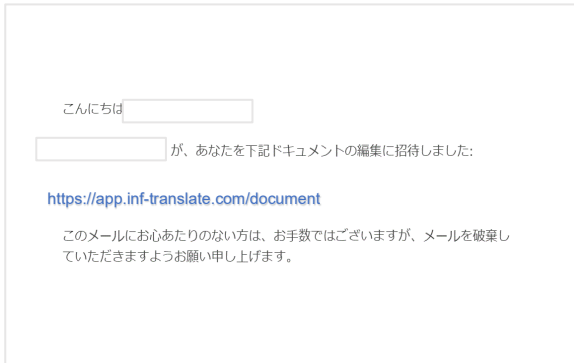 こんにちは
が、あなたを下記ドキュメントの編集に招待しました:
https://app.inf-translate.com/document
このメールにお心あたりのない方は、お手数ではございますが、メールを破棄し
ていただきますようお願い申し上げます。